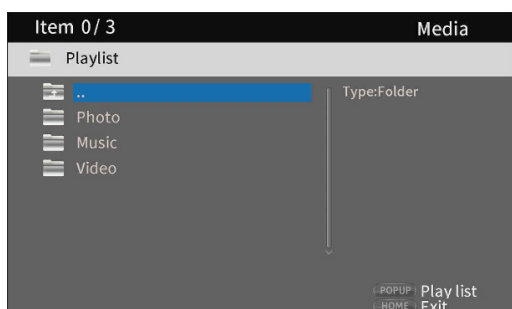 Item 0/3
Media
Playlist
..
Type:Folder
Photo
Music
Video
POPUP Play list
HOME Exit